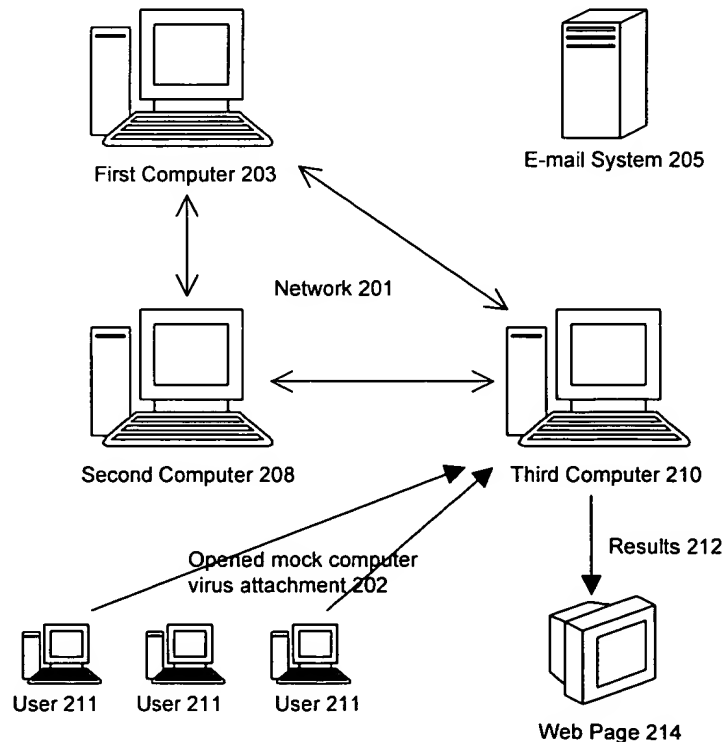 First Computer 203
E-mail System 205
Network 201
Second Computer 208
Third Computer 210
Opened mock computer
virus attachment 202
Results 212
User 211
User 211
User 211
Web Page 214